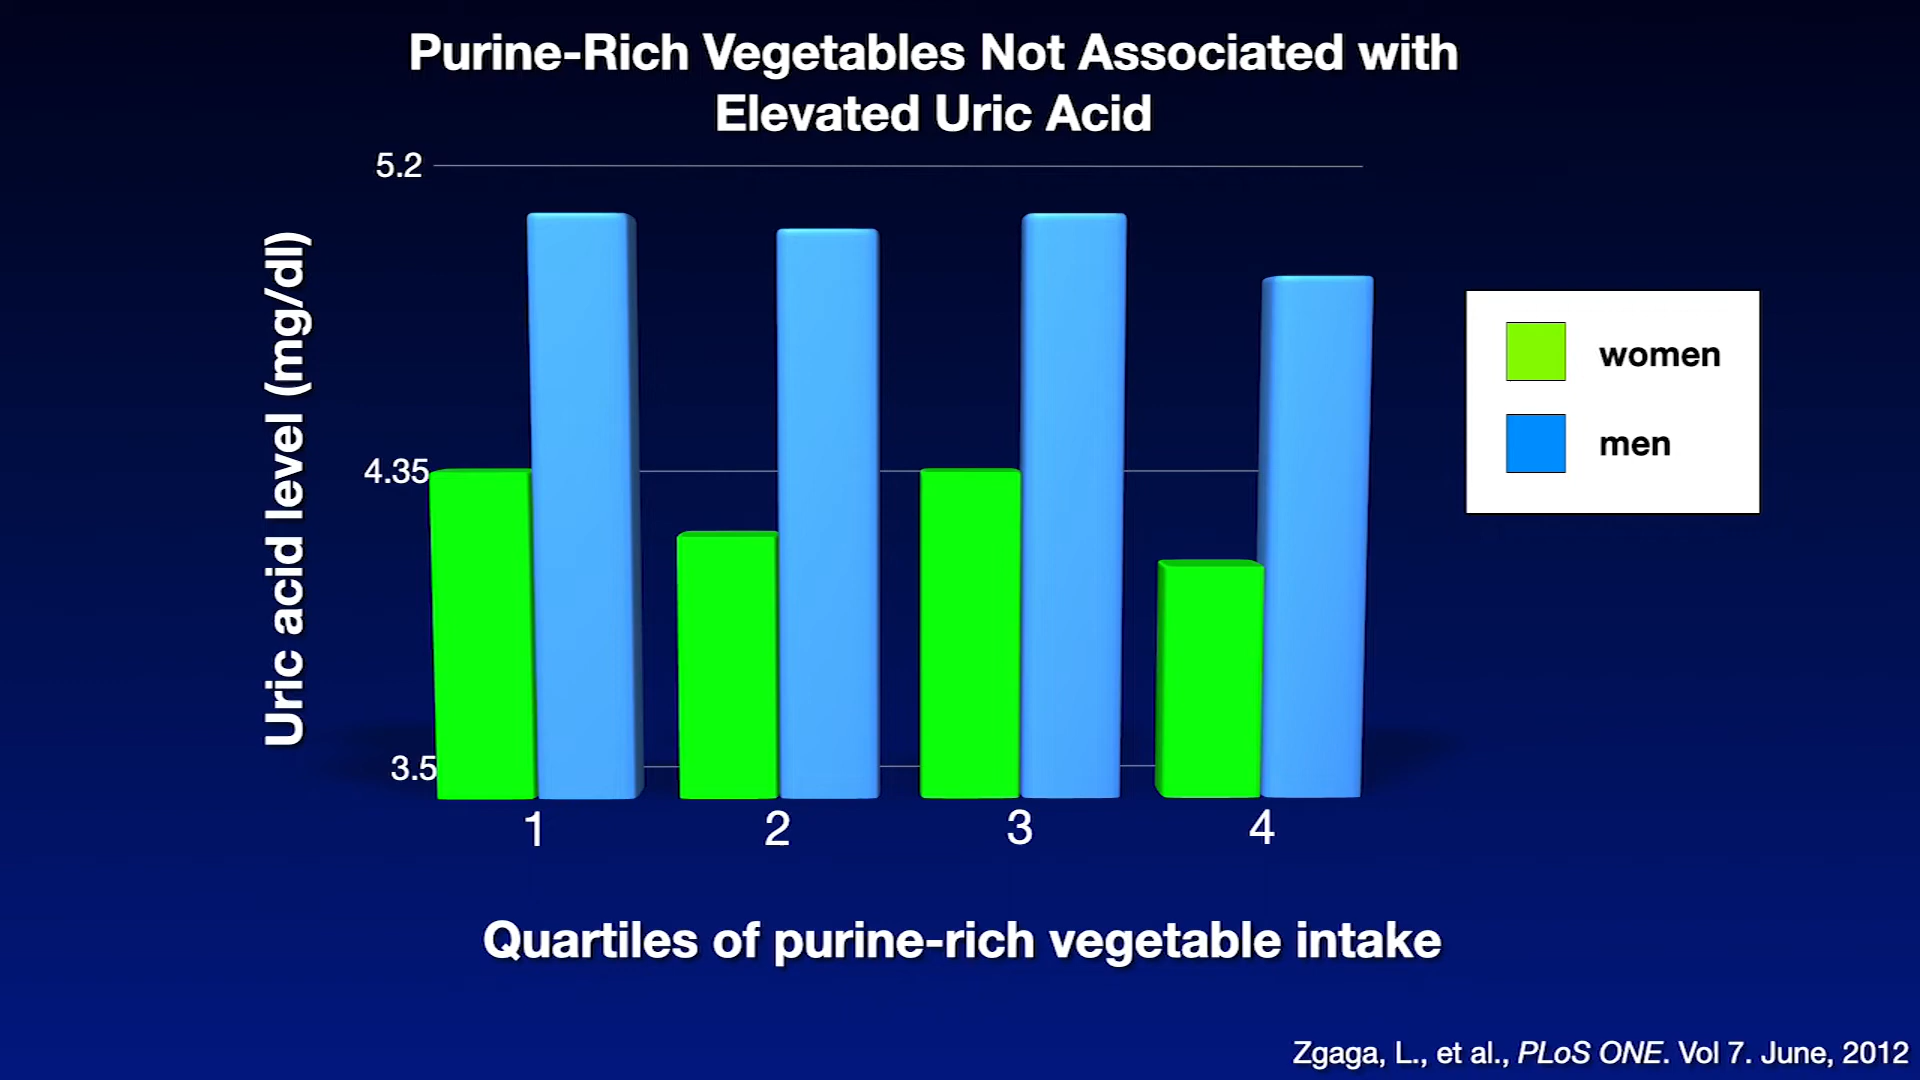 Purine-Rich Vegetables Not Associated with
Elevated Uric Acid
5.2
4.35
3.5
Uric acid level (mg/dl)
women
men
1 2 3 4
Quartiles of purine-rich vegetable intake
Zgaga, L., et al., PLoS ONE. Vol 7. June, 2012